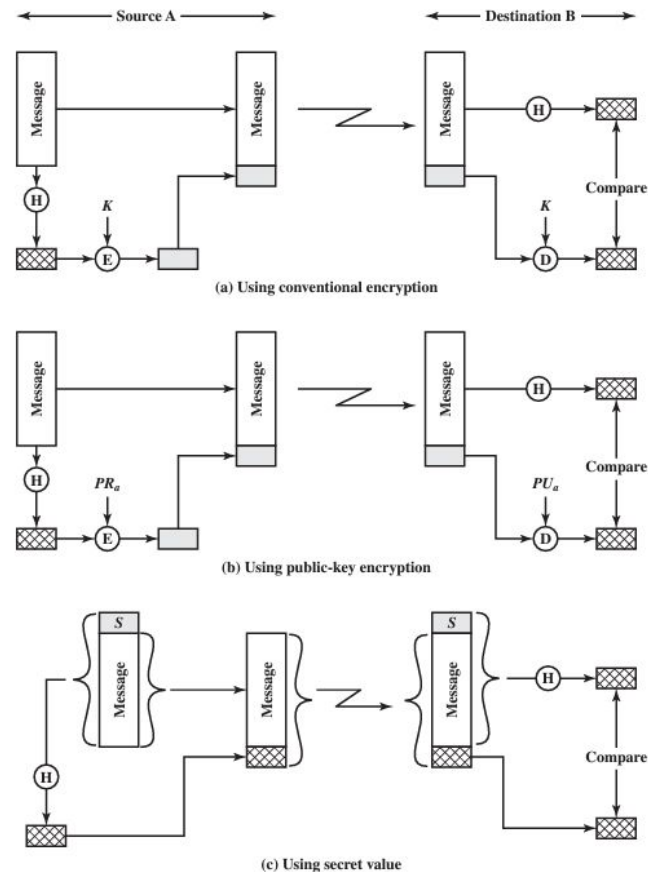 Source A
Destination B
Message
Message
Message
H
H
K
K
Compare
E
D
(a) Using conventional encryption
Message
Message
Message
H
H
PRa
PUa
Compare
E
D
(b) Using public-key encryption
S
S
Message
Message
Message
H
H
Compare
(c) Using secret value